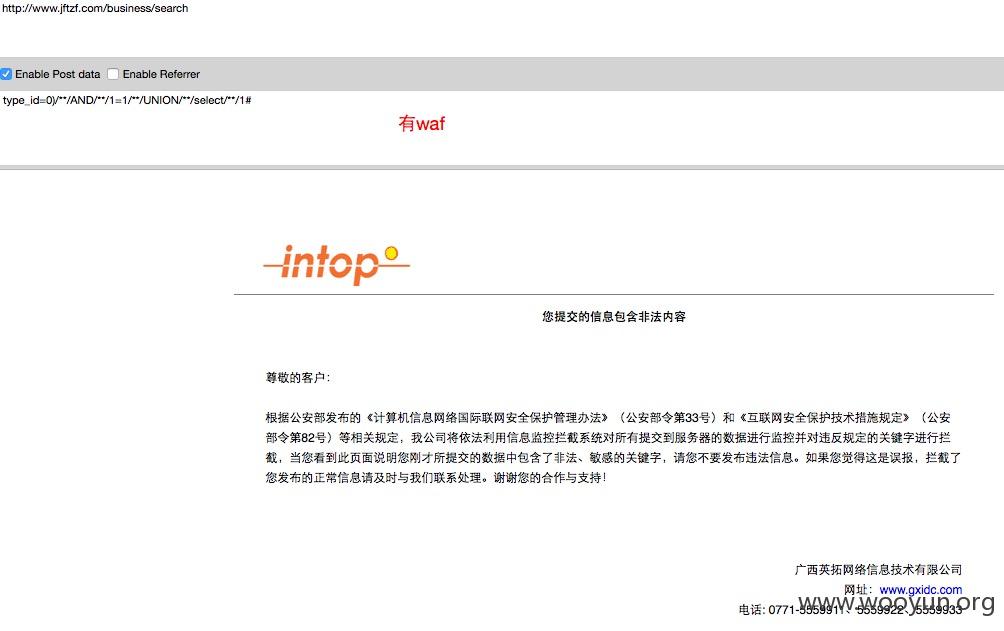 http://www.jftzf.com/business/search
Enable Post data Enable Referrer
type_id=0)/**/AND/**/1=1/**/UNION/**/select/**/1#
有waf
intop
您提交的信息包含非法内容
尊敬的客户：
根据公安部发布的《计算机信息网络国际联网安全保护管理办法》（公安部令第33号）和《互联网安全保护技术措施规定》（公安
部令第82号）等相关规定，我公司将依法利用信息监控拦截系统对所有提交到服务器的数据进行监控并对违反规定的关键字进行拦
截，当您看到此页面说明您刚才所提交的数据中包含了非法、敏感的关键字，请您不要发布违法信息。如果您觉得这是误报，拦截了
您发布的正常信息请及时与我们联系处理。谢谢您的合作与支持！
广西英拓网络信息技术有限公司
网址：www.gxidc.com
www.wooyun.org
电话: 0771-5559911、5559922、5559933